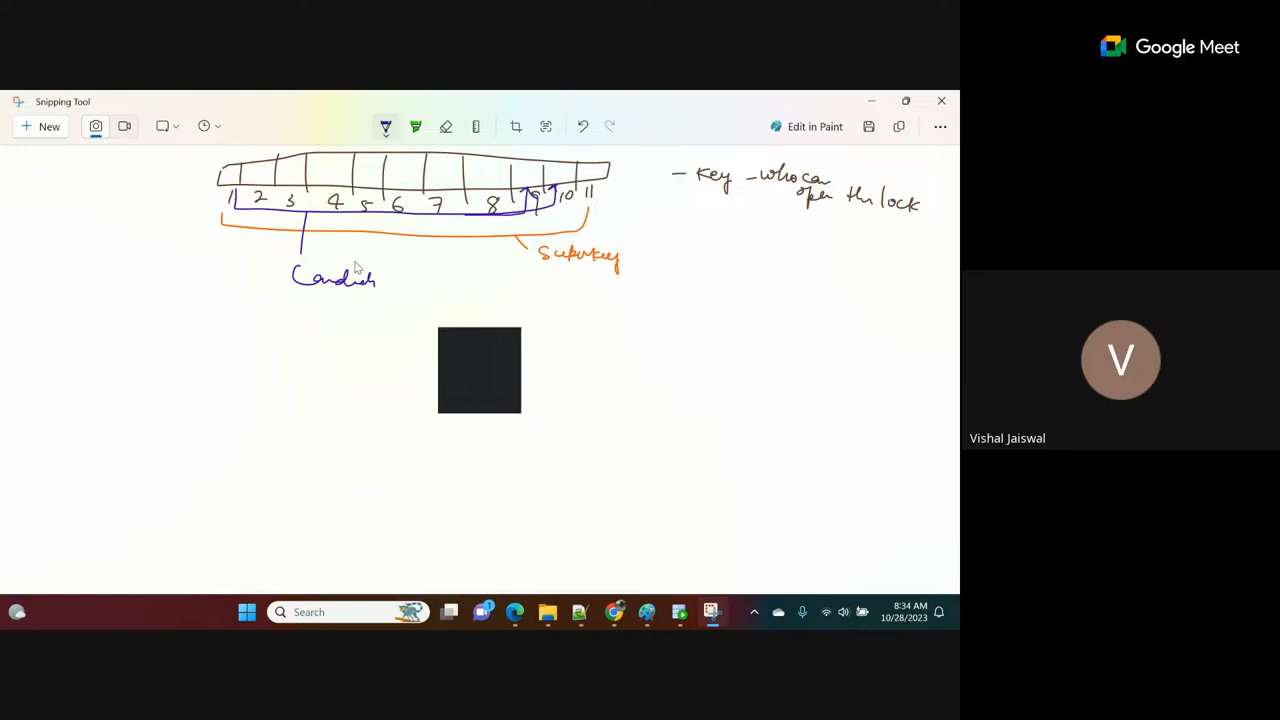 Google Meet
Snipping Tool
New
Edit in Paint
1 2 3 4 5 6 7 8 9 10 11
- Key - who can
open the lock
Superkey
V
Vishal Jaiswal
Search
1
8:34 AM
10/28/2023